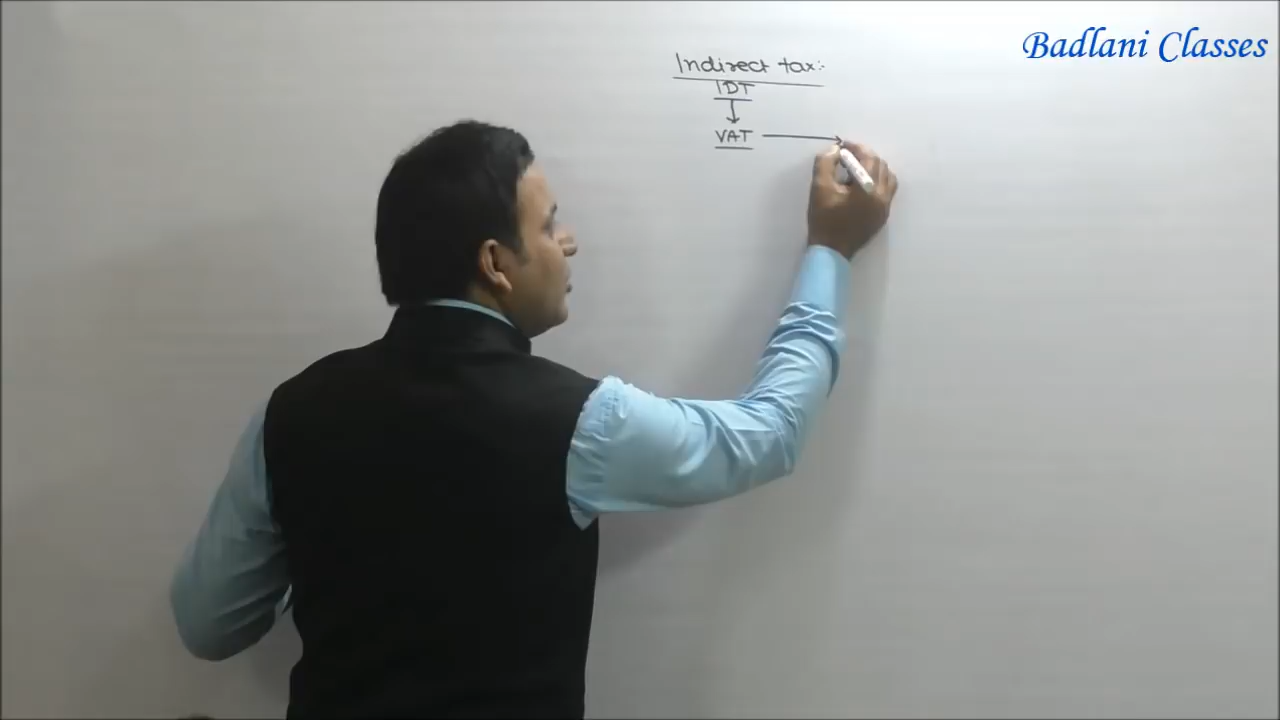 Badlani Classes
Indirect tax:-
IDT
VAT